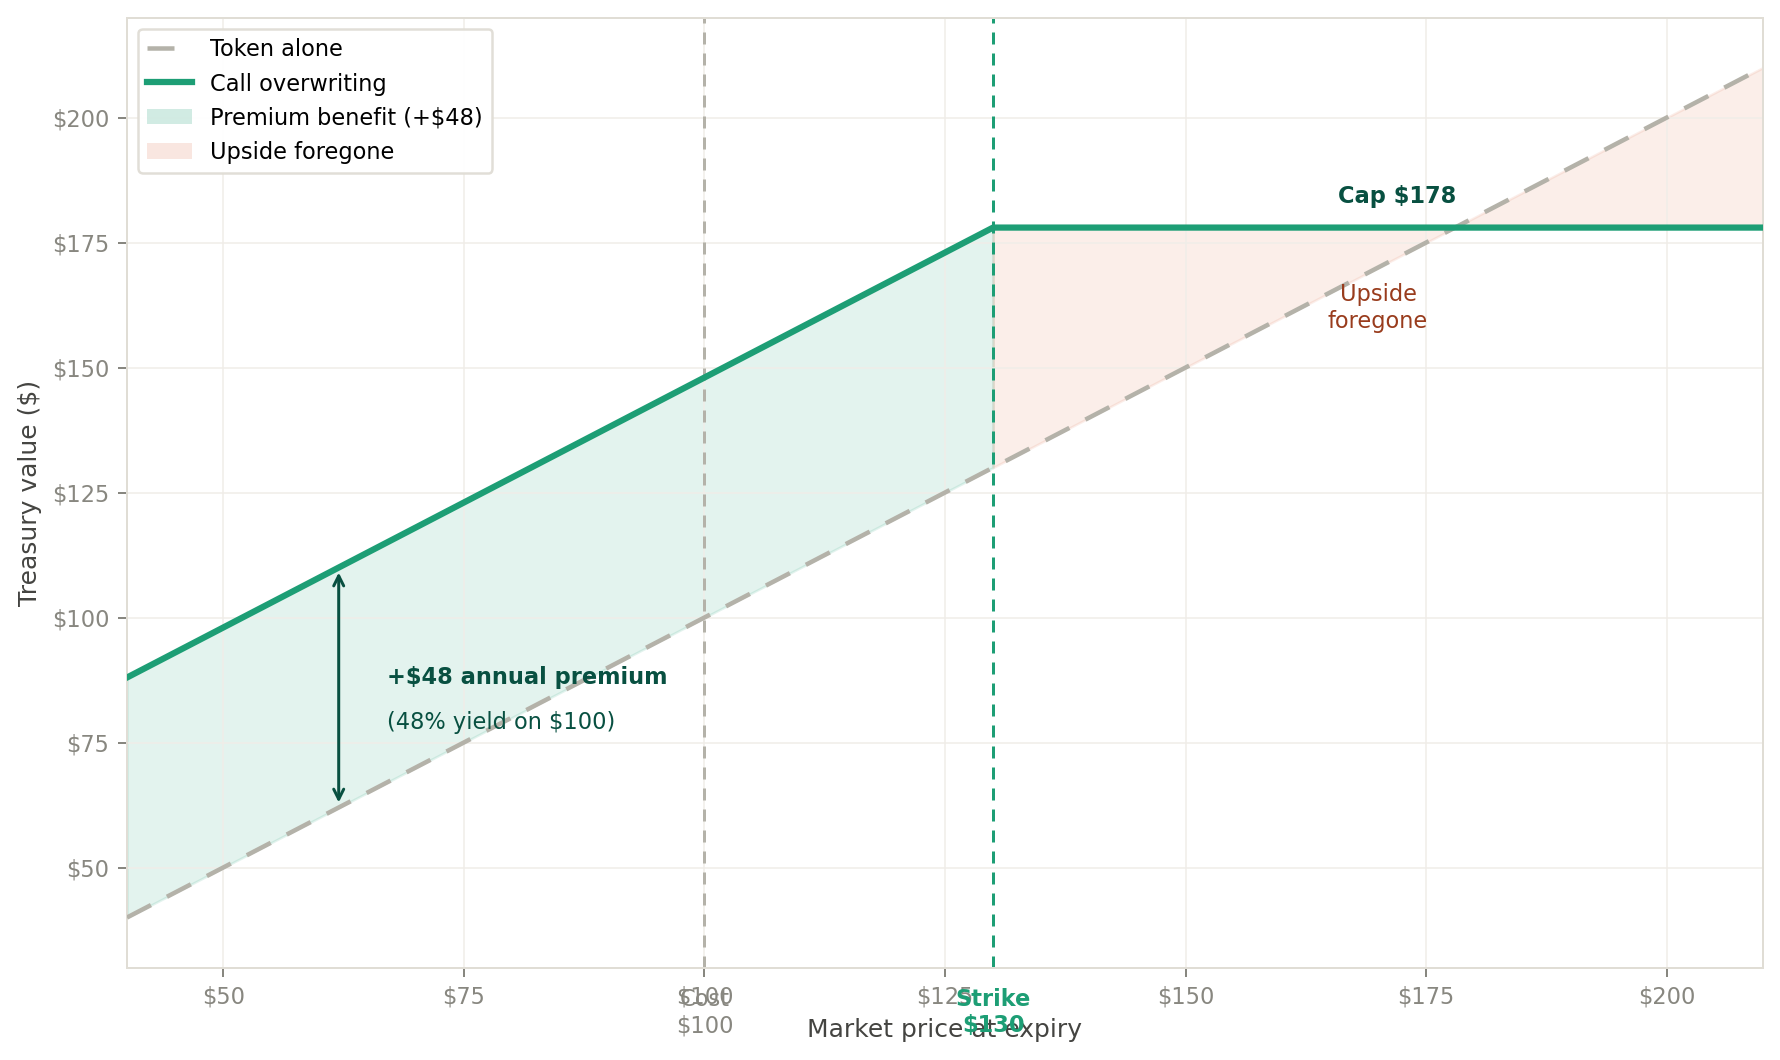 Token alone
Call overwriting
Premium benefit (+$48)
Upside foregone
$200
$175
$150
$125
$100
$75
$50
Treasury value ($)
Cap $178
Upside
foregone
+$48 annual premium
(48% yield on $100)
$50
$75
$100
$125
$150
$175
$200
Cost
$100
Strike
$130
Market price at expiry